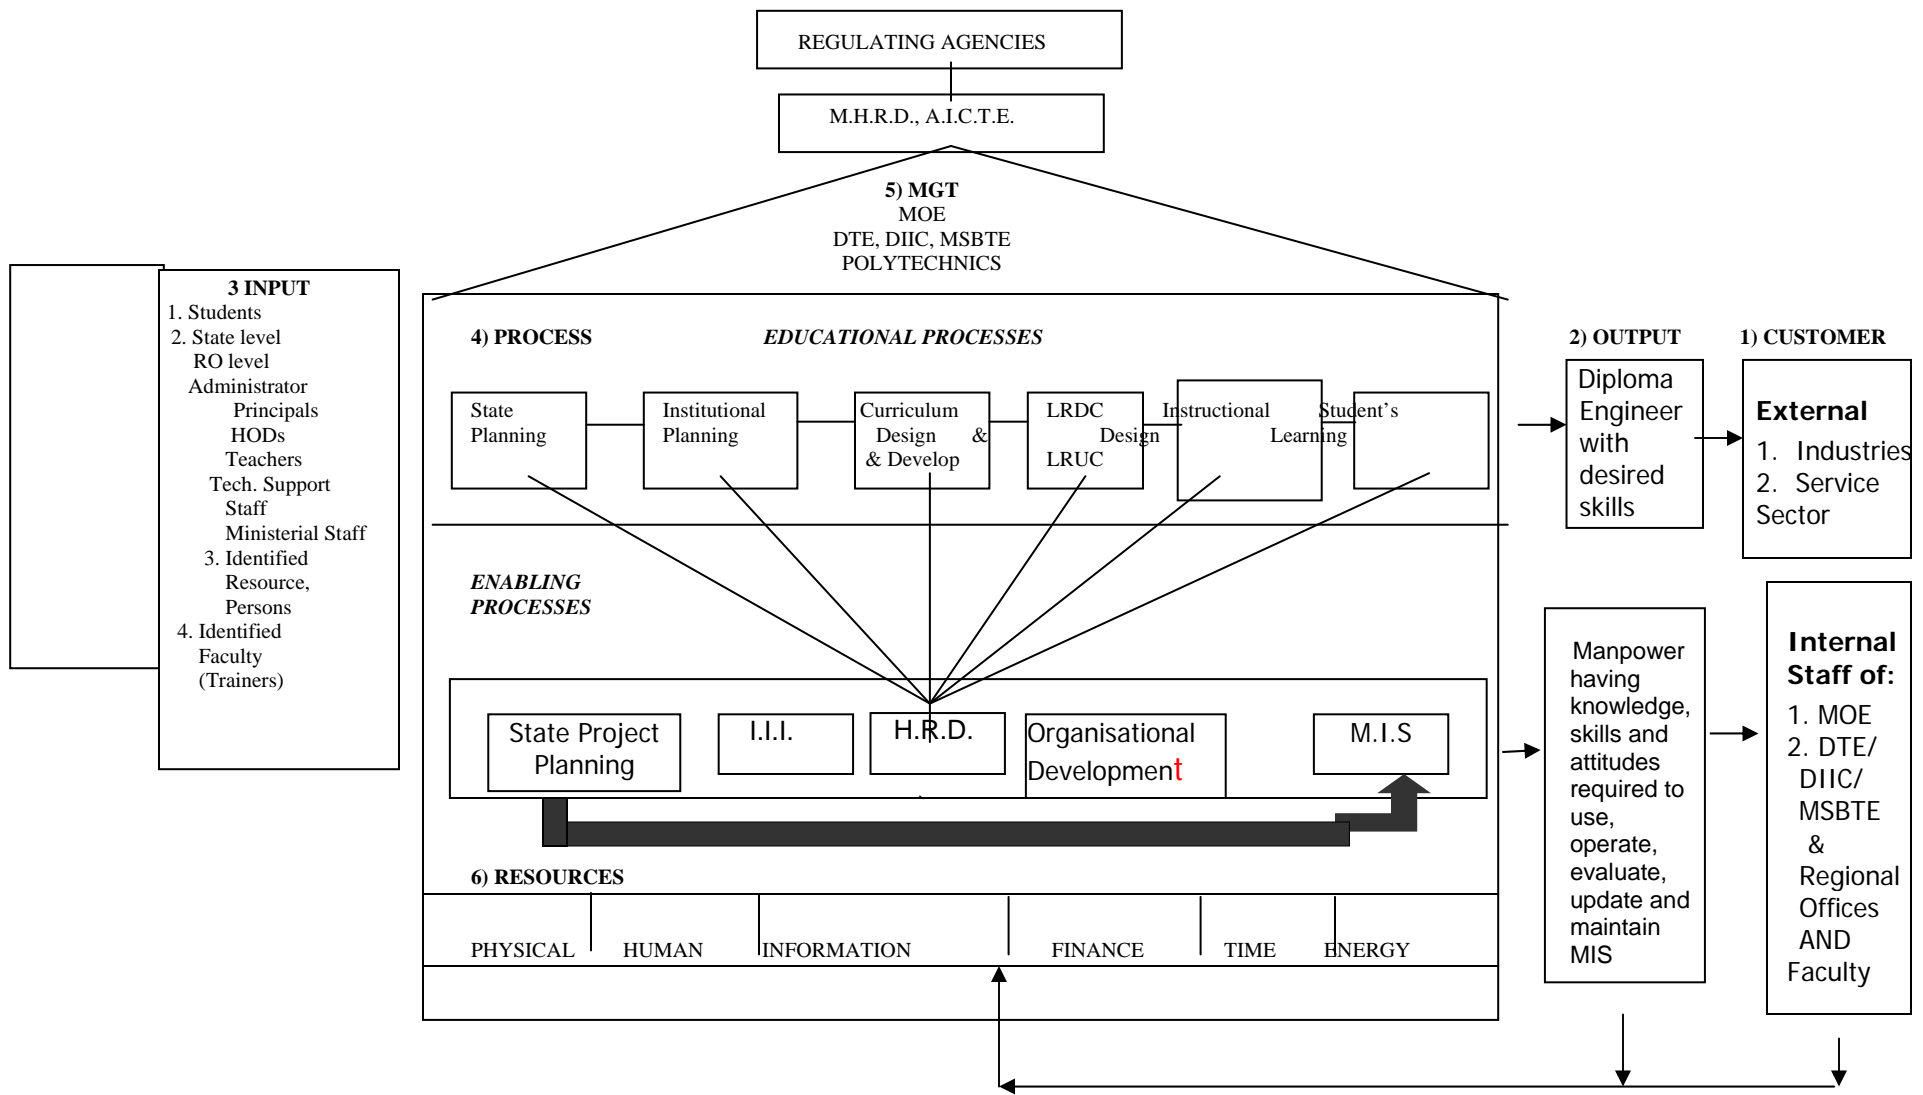 REGULATING AGENCIES
M.H.R.D., A.I.C.T.E.
5) MGT
MOE
DTE, DIIC, MSBTE
POLYTECHNICS
3 INPUT
1. Students
2. State level
RO level
Administrator
Principals
HODs
Teachers
Tech. Support
Staff
Ministerial Staff
3. Identified
Resource,
Persons
4. Identified
Faculty
(Trainers)
4) PROCESS
EDUCATIONAL PROCESSES
State
Planning
Institutional
Planning
Curriculum
Design &
& Develop
LRDC
LRUC
Instructional
Design
Student's
Learning
ENABLING
PROCESSES
State Project
Planning
I.I.I.
H.R.D.
Organisational
Development
M.I.S
6) RESOURCES
PHYSICAL
HUMAN
INFORMATION
FINANCE
TIME
ENERGY
2) OUTPUT
Diploma
Engineer
with
desired
skills
1) CUSTOMER
External
1. Industries
2. Service
Sector
Manpower
having
knowledge,
skills and
attitudes
required to
use,
operate,
evaluate,
update and
maintain
MIS
Internal
Staff of:
1. MOE
2. DTE/
DIIC/
MSBTE
&
Regional
Offices
AND
Faculty